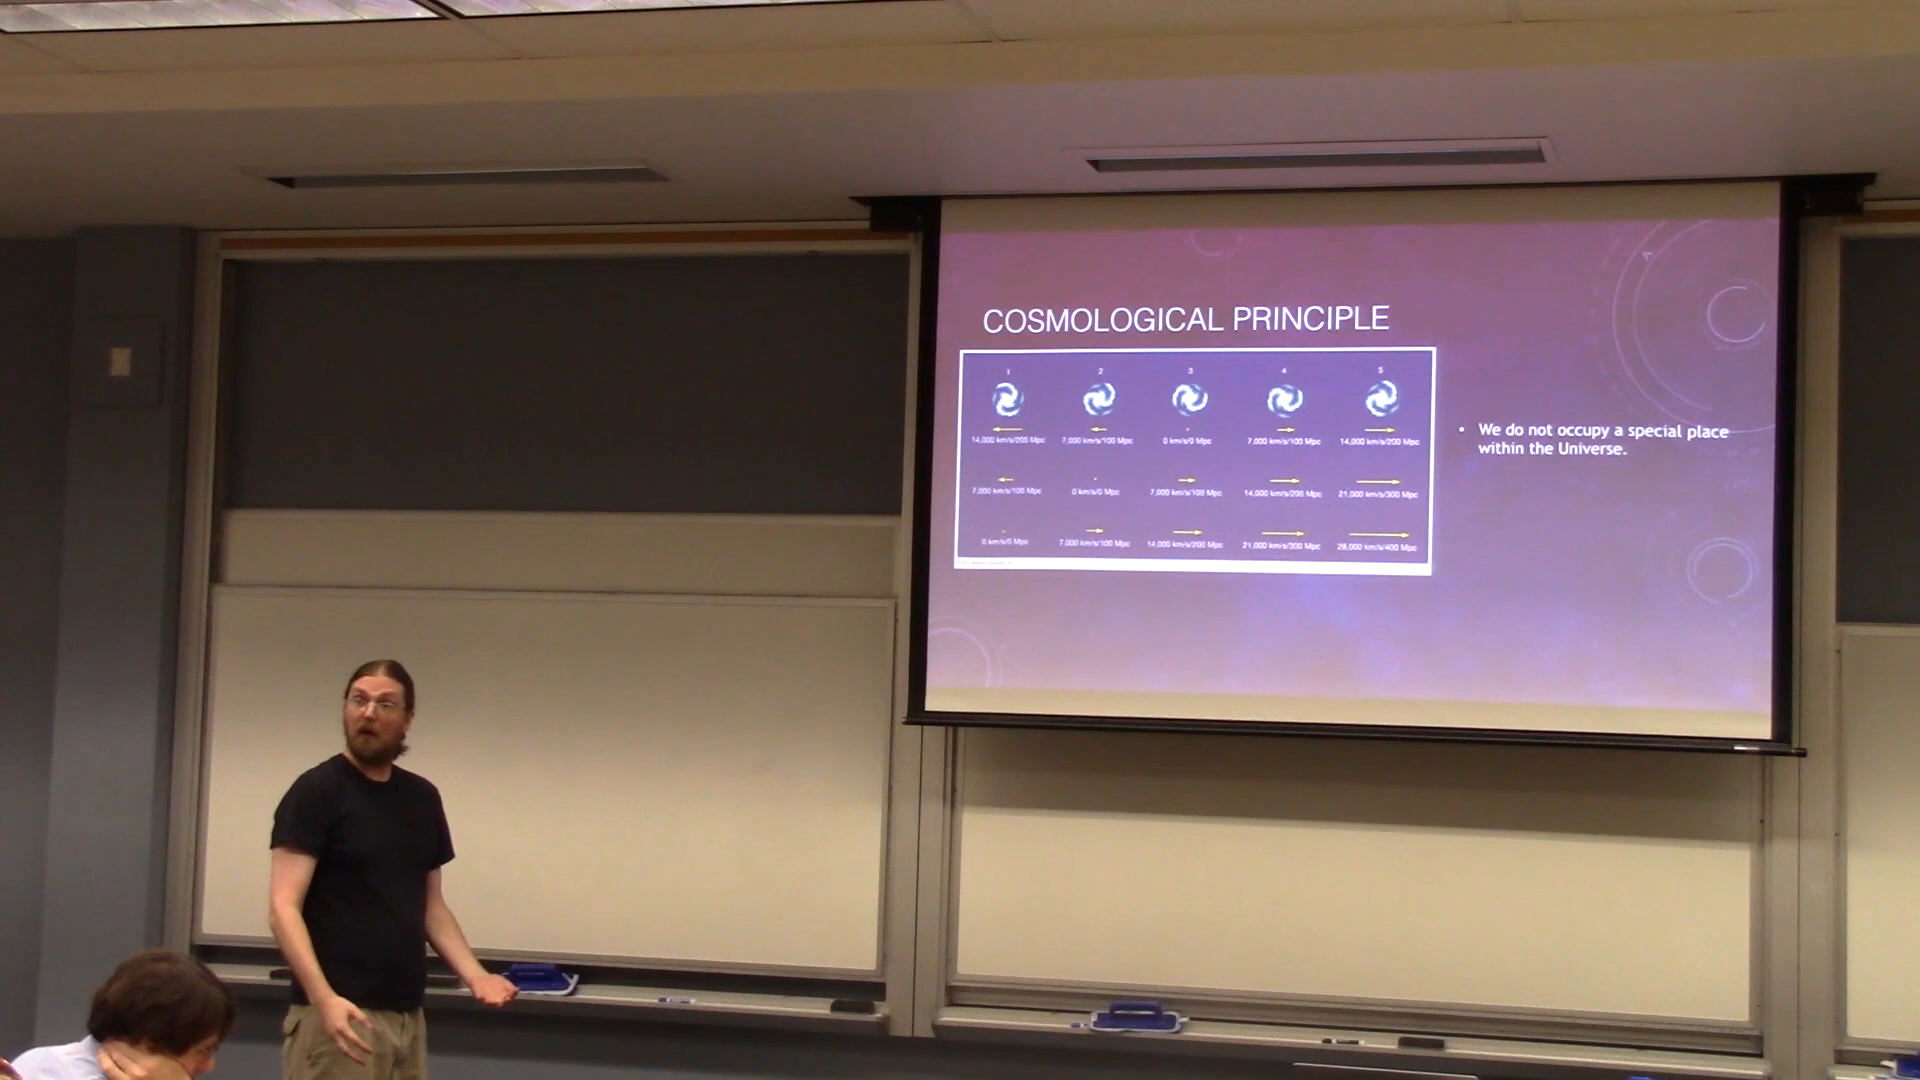 COSMOLOGICAL PRINCIPLE
1 2 3 4 5
14,000 km/s/200 Mpc 7,000 km/s/100 Mpc 0 km/s/0 Mpc 7,000 km/s/100 Mpc 14,000 km/s/200 Mpc
7,000 km/s/100 Mpc 0 km/s/0 Mpc 7,000 km/s/100 Mpc 14,000 km/s/200 Mpc 21,000 km/s/300 Mpc
0 km/s/0 Mpc 7,000 km/s/100 Mpc 14,000 km/s/200 Mpc 21,000 km/s/300 Mpc 28,000 km/s/400 Mpc
• We do not occupy a special place
within the Universe.